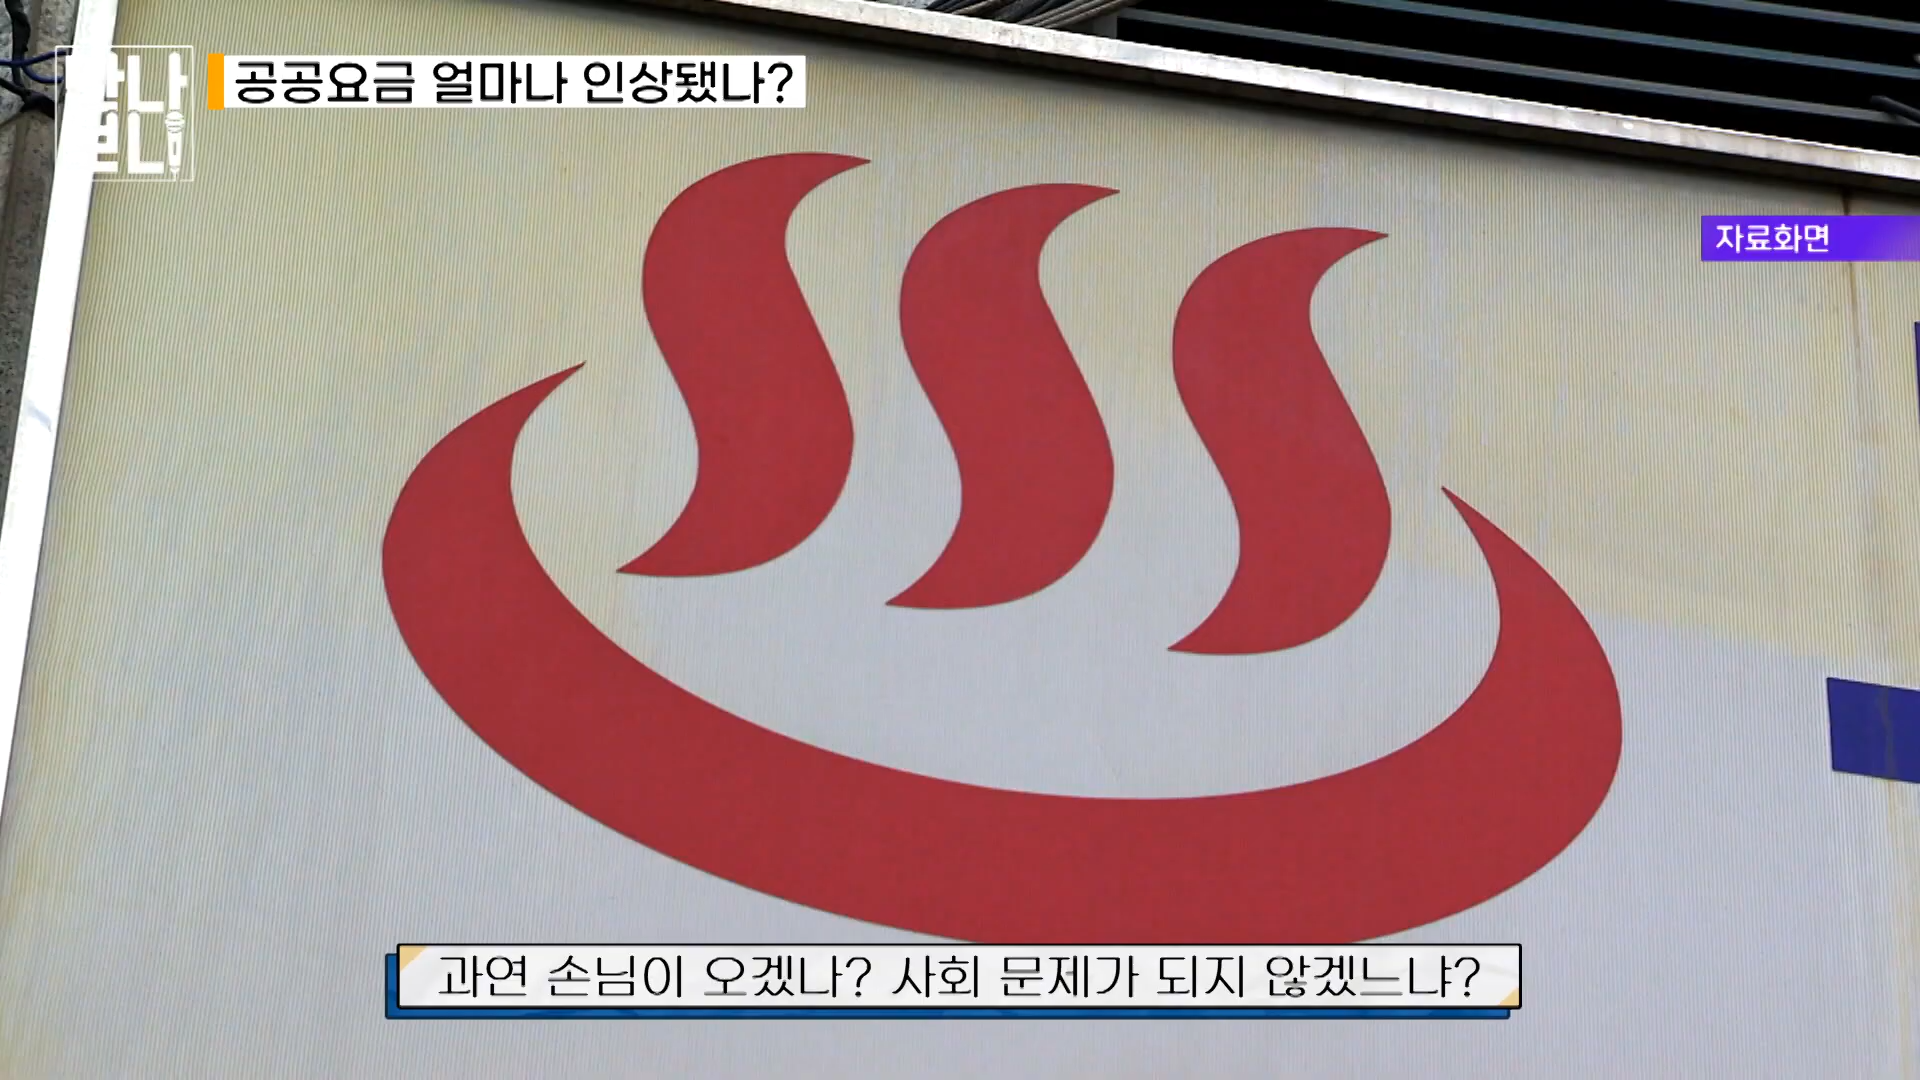 공공요금 얼마나 인상됐나?
자료화면
과연 손님이 오겠나? 사회 문제가 되지 않겠느냐?